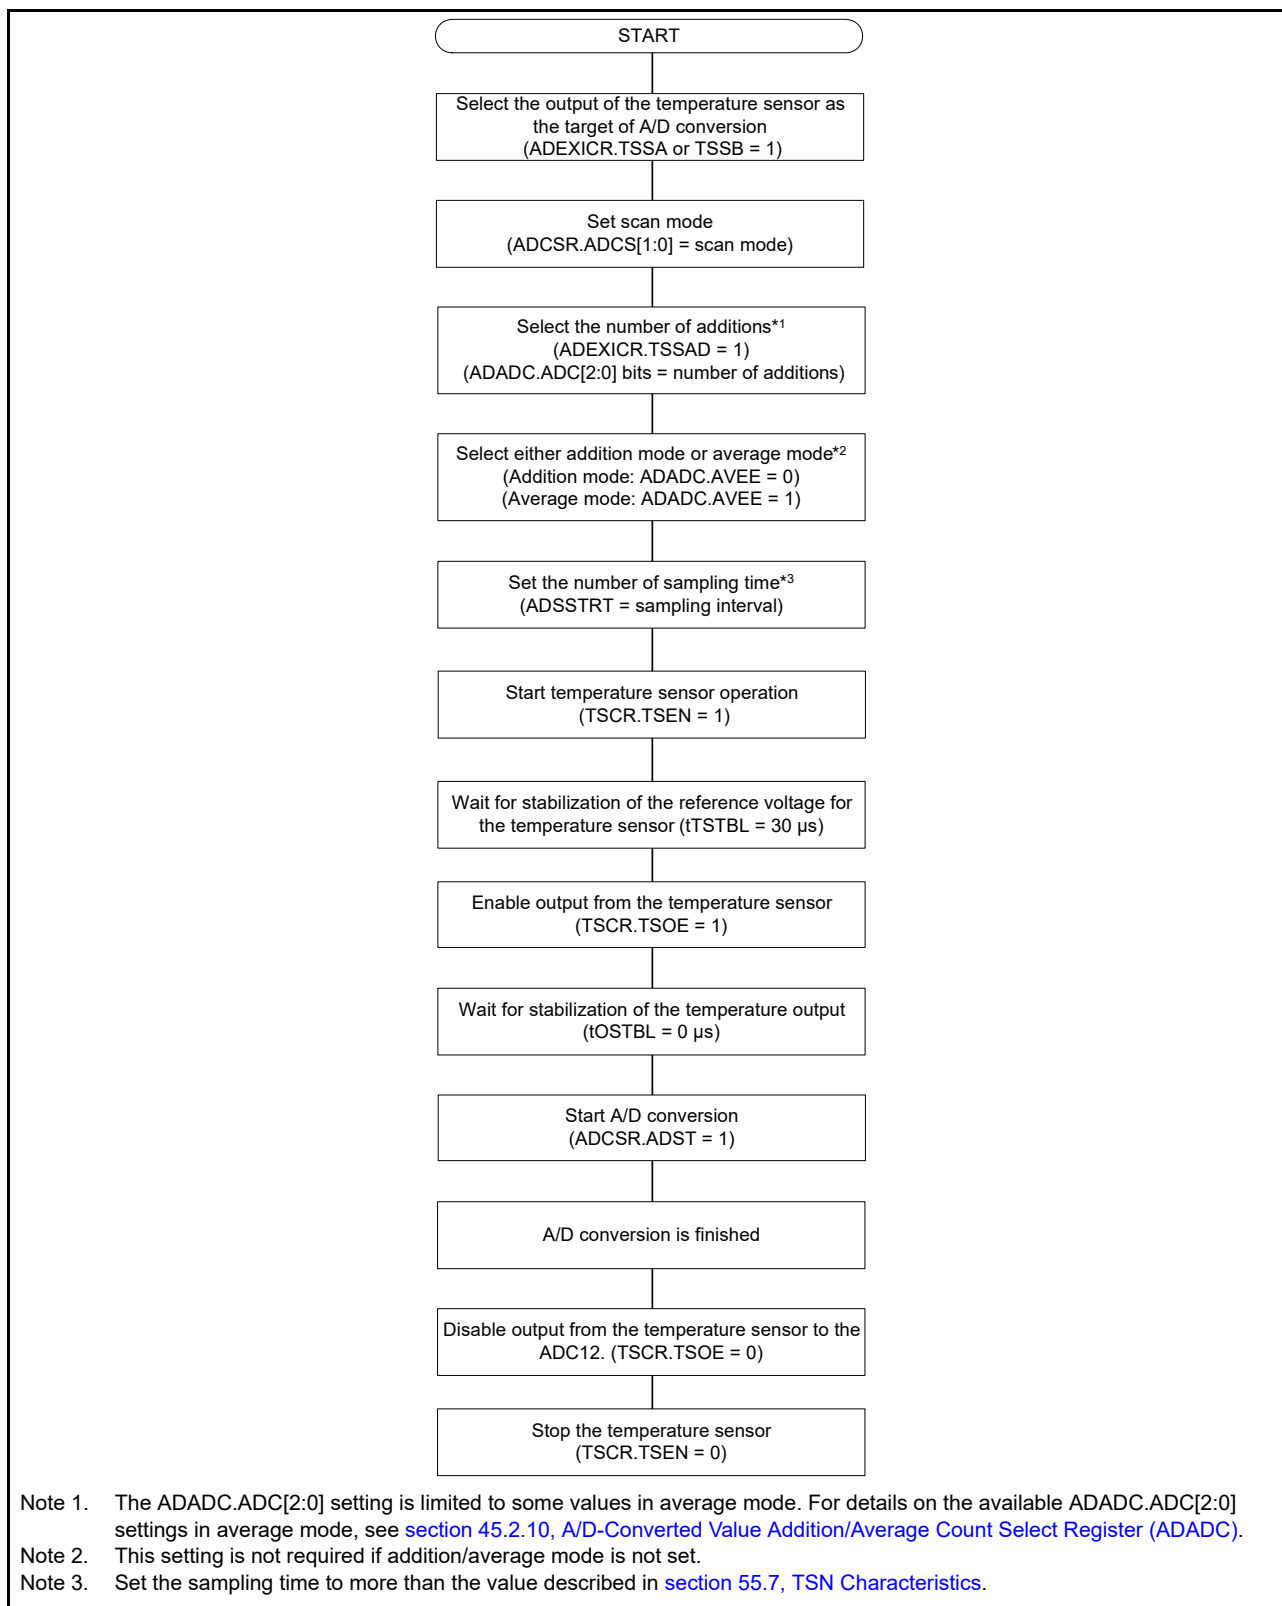 START
Select the output of the temperature sensor as
the target of A/D conversion
(ADEXICR.TSSA or TSSB = 1)
Set scan mode
(ADCSR.ADCS[1:0] = scan mode)
Select the number of additions*1
(ADEXICR.TSSAD = 1)
(ADADC.ADC[2:0] bits = number of additions)
Select either addition mode or average mode*2
(Addition mode: ADADC.AVEE = 0)
(Average mode: ADADC.AVEE = 1)
Set the number of sampling time*3
(ADSSTRT = sampling interval)
Start temperature sensor operation
(TSCR.TSEN = 1)
Wait for stabilization of the reference voltage for
the temperature sensor (tTSTBL = 30 µs)
Enable output from the temperature sensor
(TSCR.TSOE = 1)
Wait for stabilization of the temperature output
(tOSTBL = 0 µs)
Start A/D conversion
(ADCSR.ADST = 1)
A/D conversion is finished
Disable output from the temperature sensor to the
ADC12. (TSCR.TSOE = 0)
Stop the temperature sensor
(TSCR.TSEN = 0)
Note 1. The ADADC.ADC[2:0] setting is limited to some values in average mode. For details on the available ADADC.ADC[2:0]
settings in average mode, see section 45.2.10, A/D-Converted Value Addition/Average Count Select Register (ADADC).
Note 2. This setting is not required if addition/average mode is not set.
Note 3. Set the sampling time to more than the value described in section 55.7, TSN Characteristics.